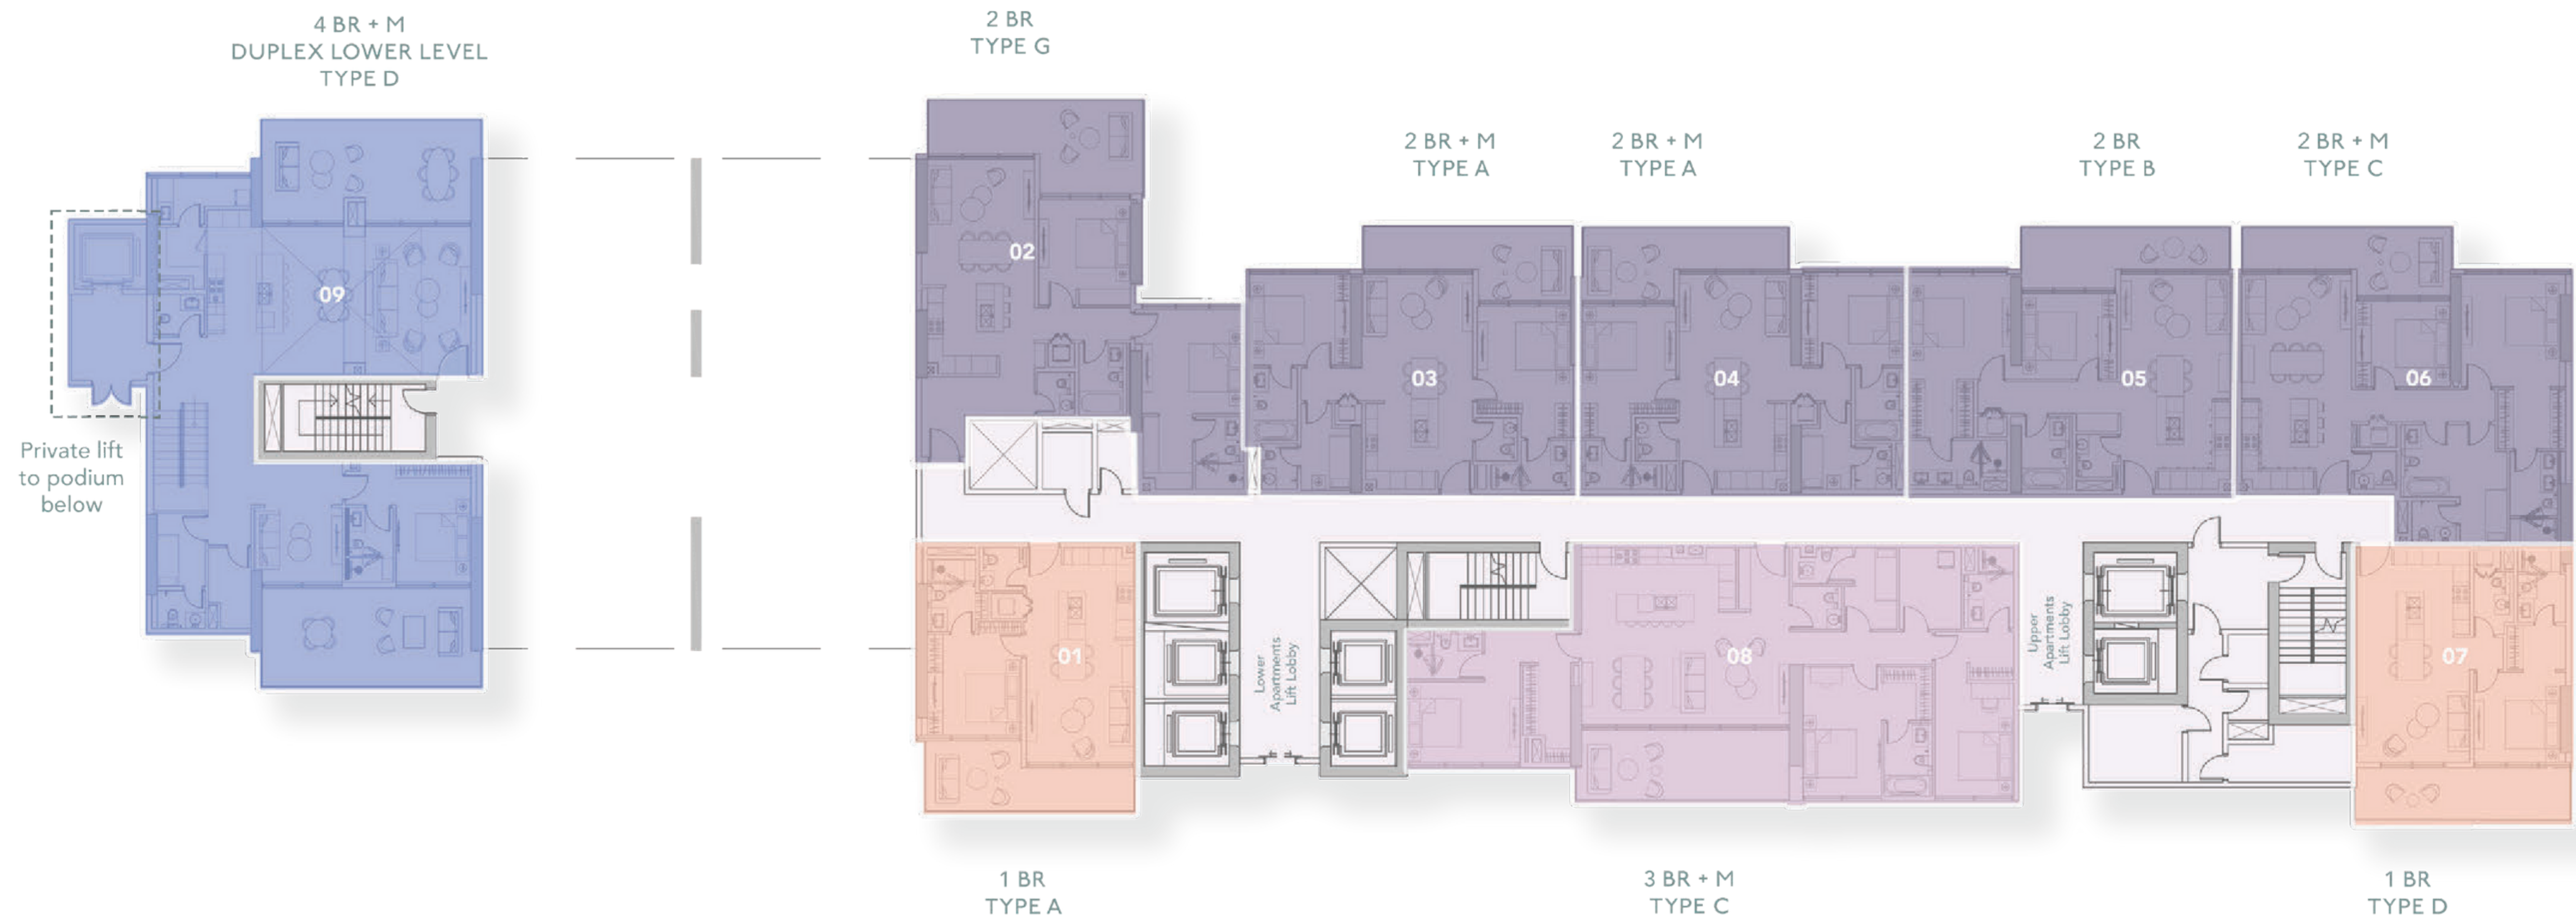 4 BR + M
DUPLEX LOWER LEVEL
TYPE D
2 BR
TYPE G
2 BR + M
TYPE A
2 BR + M
TYPE A
2 BR
TYPE B
2 BR + M
TYPE C
02
09
03
04
05
06
Private lift
to podium
below
01
08
07
Lower
Apartments
Lift Lobby
Upper
Apartments
Lift Lobby
1 BR
TYPE A
3 BR + M
TYPE C
1 BR
TYPE D